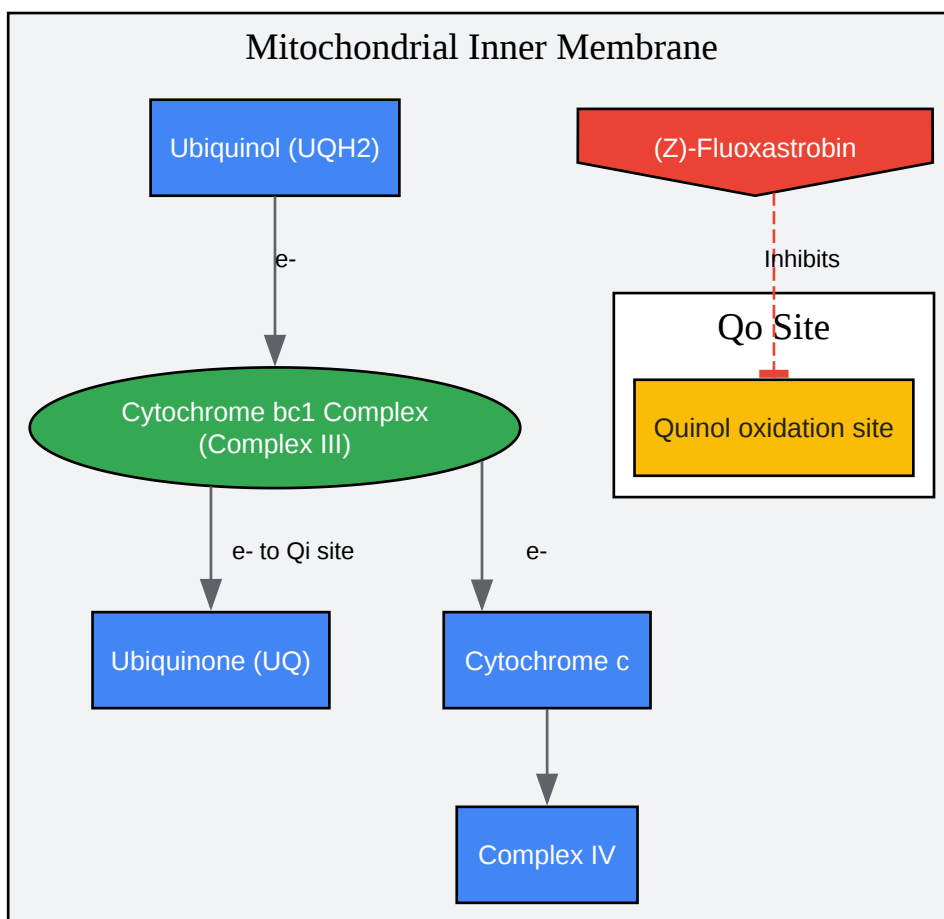 Mitochondrial Inner Membrane
Ubiquinol (UQH2)
(Z)-Fluoxastrobin
e-
Inhibits
Qo Site
Cytochrome bc1 Complex
(Complex III)
Quinol oxidation site
e- to Qi site
e-
Ubiquinone (UQ)
Cytochrome c
Complex IV